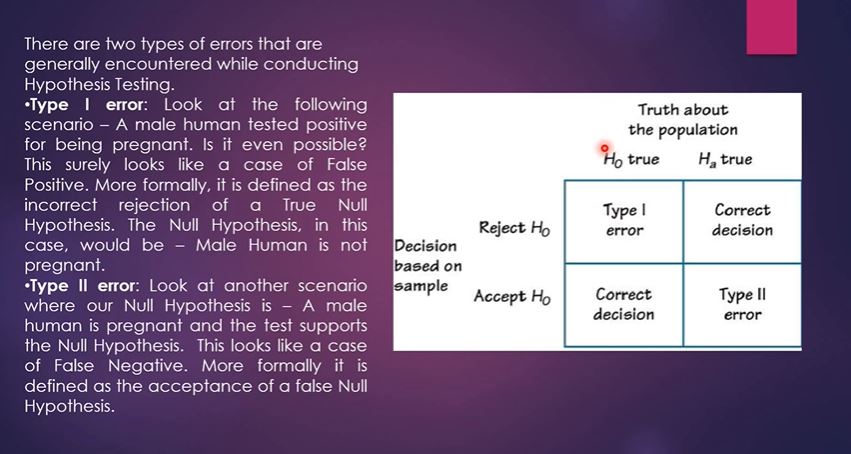 There are two types of errors that are
generally encountered while conducting
Hypothesis Testing.
•Type I error: Look at the following
scenario – A male human tested positive
for being pregnant. Is it even possible?
This surely looks like a case of False
Positive. More formally, it is defined as the
incorrect rejection of a True Null
Hypothesis. The Null Hypothesis, in this
case, would be – Male Human is not
pregnant.
•Type II error: Look at another scenario
where our Null Hypothesis is – A male
human is pregnant and the test supports
the Null Hypothesis. This looks like a case
of False Negative. More formally it is
defined as the acceptance of a false Null
Hypothesis.
Truth about
the population
H₀ true
Hₐ true
Decision
based on
sample
Reject H₀
Type I
error
Correct
decision
Accept H₀
Correct
decision
Type II
error